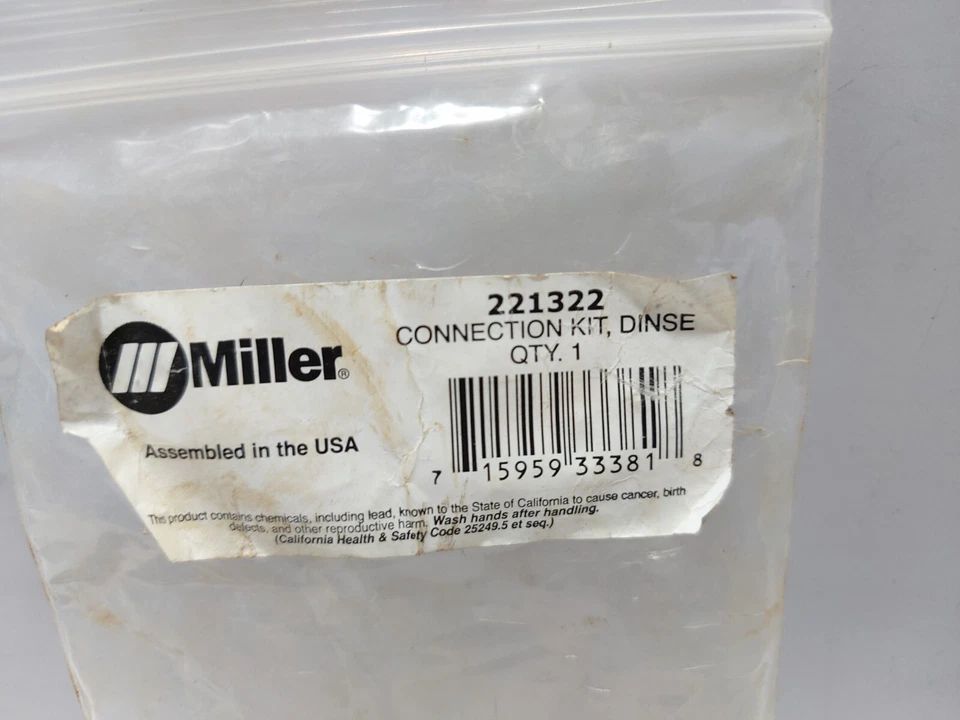 221322
CONNECTION KIT, DINSE
QTY. 1
Miller®
Assembled in the USA
7 15959 33381 8
This product contains chemicals, including lead, known to the State of California to cause cancer, birth
defects, and other reproductive harm. Wash hands after handling.
(California Health & Safety Code 25249.5 et seq.)